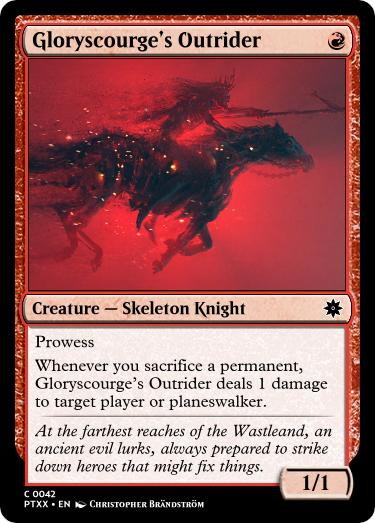 Gloryscourge's Outrider
Creature — Skeleton Knight
Prowess
Whenever you sacrifice a permanent,
Gloryscourge's Outrider deals 1 damage
to target player or planeswalker.
At the farthest reaches of the Wastleand, an
ancient evil lurks, always prepared to strike
down heroes that might fix things.
1/1
C 0042
PTXX • EN Christopher Brändström